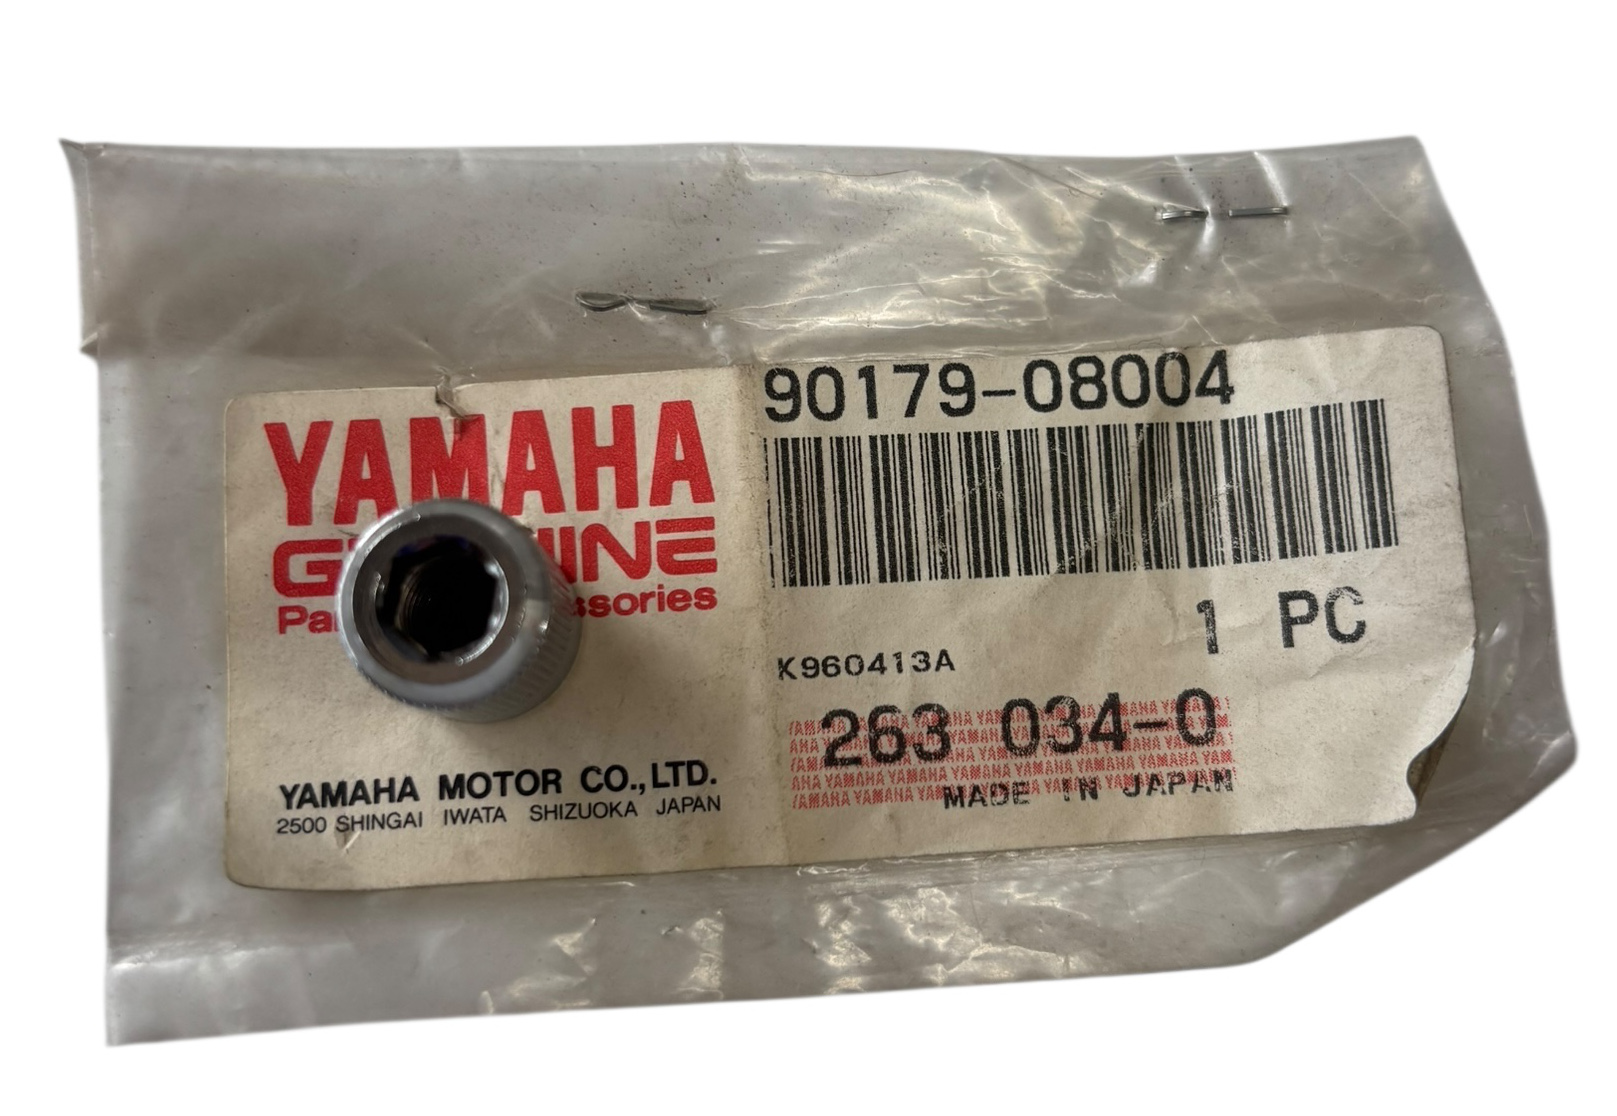 YAMAHA
ssories
YAMAHA MOTOR CO.,LTD.
2500 SHINGAI IWATA SHIZUOKA JAPAN
90179-08004
1 PC
K960413A
263 034-0
MADE IN JAPAN